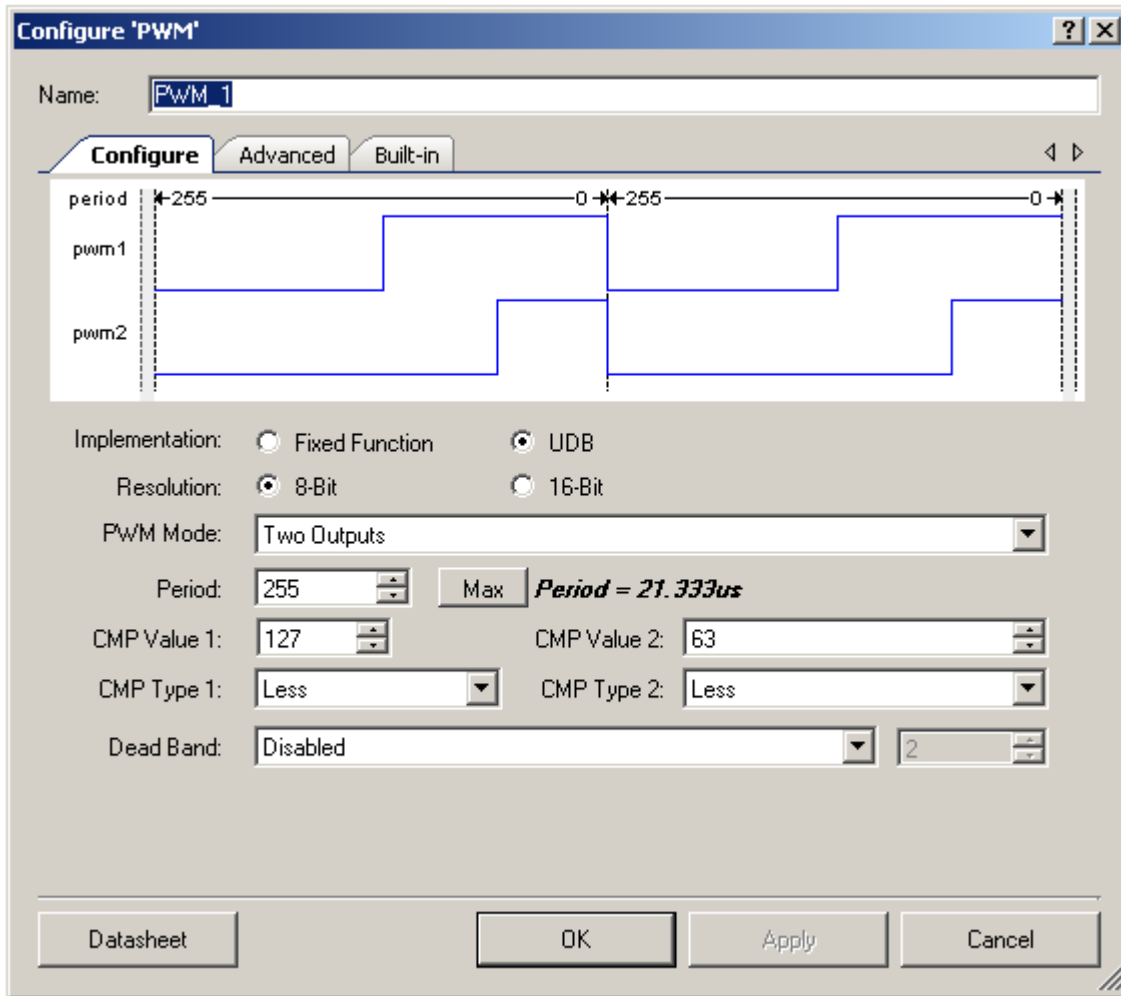 Configure 'PWM'
Name: PWM_1
Configure Advanced Built-in
period 255 0 255 0
pwm1
pwm2
Implementation: Fixed Function UDB
Resolution: 8-Bit 16-Bit
PWM Mode: Two Outputs
Period: 255 Max Period = 21.333us
CMP Value 1: 127 CMP Value 2: 63
CMP Type 1: Less CMP Type 2: Less
Dead Band: Disabled 2
Datasheet OK Apply Cancel